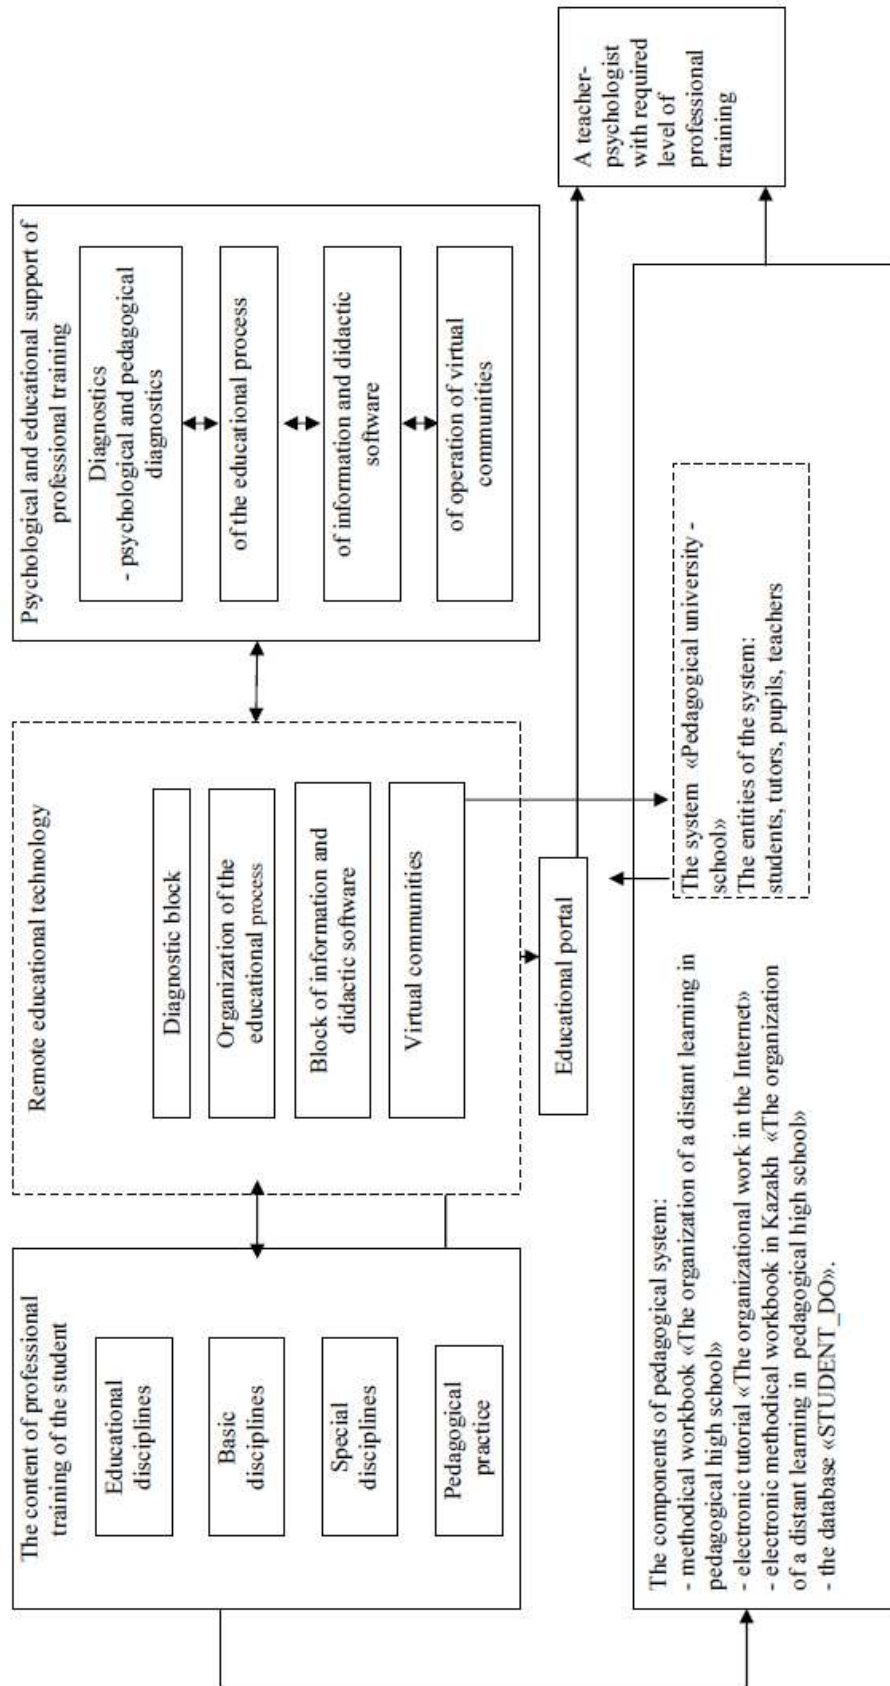 The content of professional
training of the student
Educational
disciplines
Basic
disciplines
Special
disciplines
Pedagogical
practice
Remote educational technology
Diagnostic block
Organization of the
educational process
Block of information and
didactic software
Virtual communities
Psychological and educational support of
professional training
Diagnostics
- psychological and pedagogical
diagnostics
of the educational process
of information and didactic
software
of operation of virtual
communities
Educational portal
A teacher-
psychologist
with required
level of
professional
training
The components of pedagogical system:
- methodical workbook «The organization of a distant learning in
pedagogical high school»
- electronic tutorial «The organizational work in the Internet»
- electronic methodical workbook in Kazakh «The organization
of a distant learning in pedagogical high school»
- the database «STUDENT_DO».
The system «Pedagogical university -
school»
The entities of the system:
students, tutors, pupils, teachers